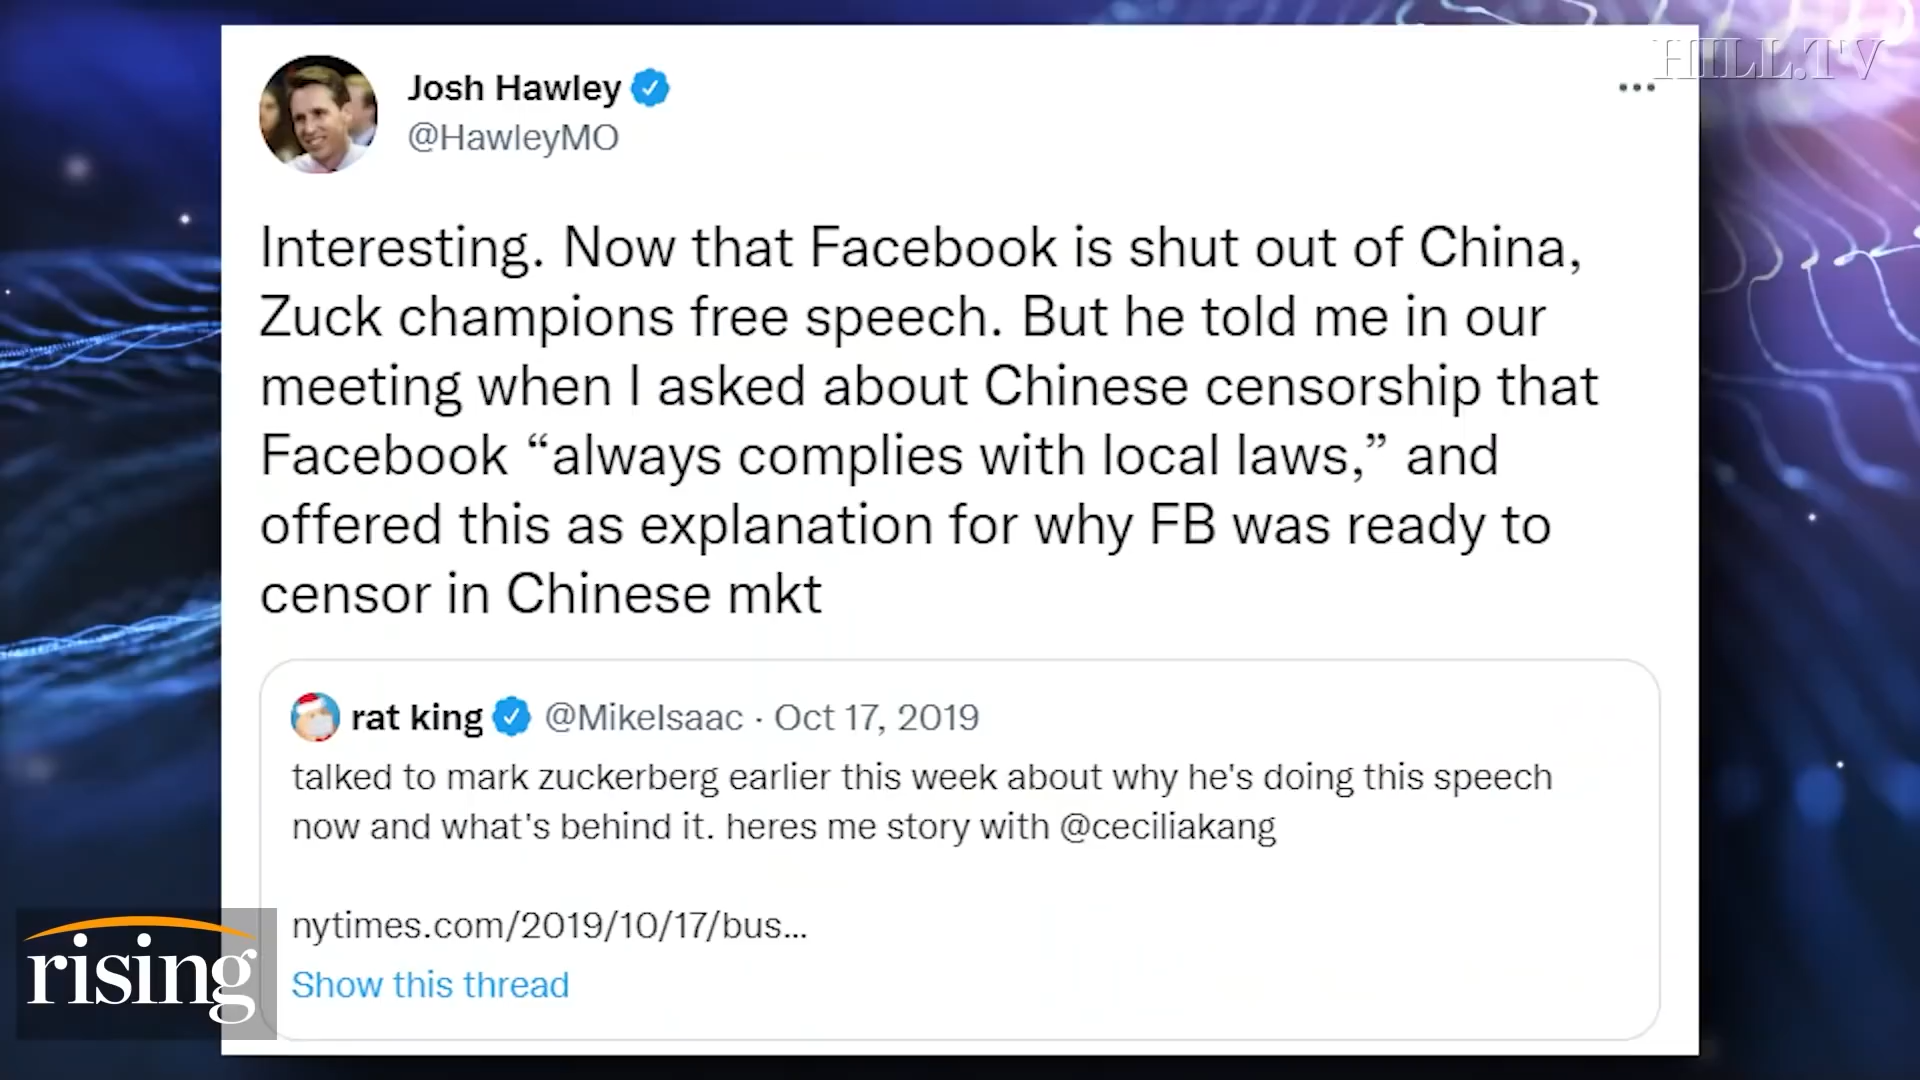 HILL.TV
Josh Hawley
@HawleyMO
Interesting. Now that Facebook is shut out of China,
Zuck champions free speech. But he told me in our
meeting when I asked about Chinese censorship that
Facebook “always complies with local laws,” and
offered this as explanation for why FB was ready to
censor in Chinese mkt
rat king @MikeIsaac · Oct 17, 2019
talked to mark zuckerberg earlier this week about why he's doing this speech
now and what's behind it. heres me story with @ceciliakang
nytimes.com/2019/10/17/bus...
Show this thread
rising